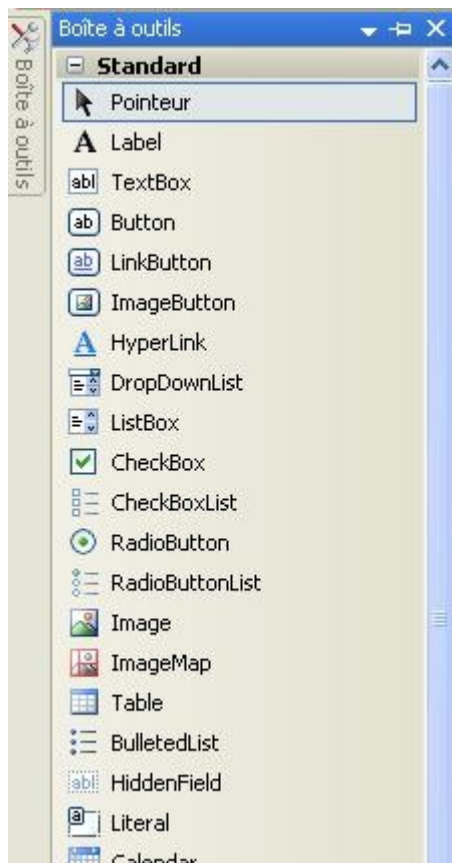 Boîte à outils
Boîte à outils
Standard
Pointeur
A Label
abl TextBox
ab Button
ab LinkButton
ImageButton
A HyperLink
DropDownList
ListBox
CheckBox
CheckBoxList
RadioButton
RadioButtonList
Image
ImageMap
Table
BulletedList
abl HiddenField
a Literal
Calendar